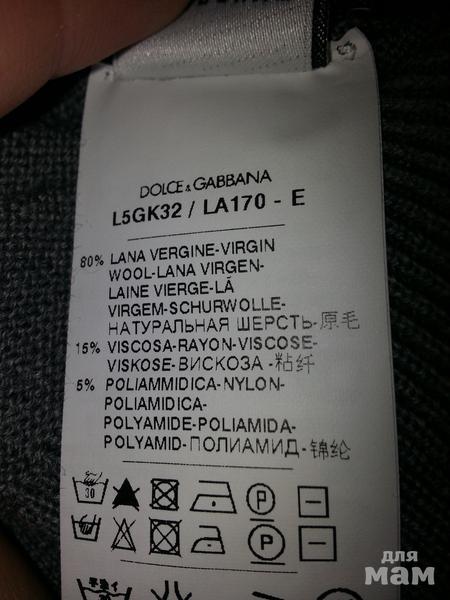 DOLCE & GABBANA
L5GK32 / LA170 - E
80% LANA VERGINE-VIRGIN
WOOL-LANA VIRGEN-
LAINE VIERGE-LÃ
VIRGEM-SCHURWOLLE-
НАТУРАЛЬНАЯ ШЕРСТЬ-原毛
15% VISCOSA-RAYON-VISCOSE-
VISKOSE-ВИСКОЗА -粘纤
5% POLIAMMIDICA-NYLON-
POLIAMIDICA-
POLYAMIDE-POLIAMIDA-
POLYAMID-ПОЛИАМИД-锦纶
30 P
P
для
мам